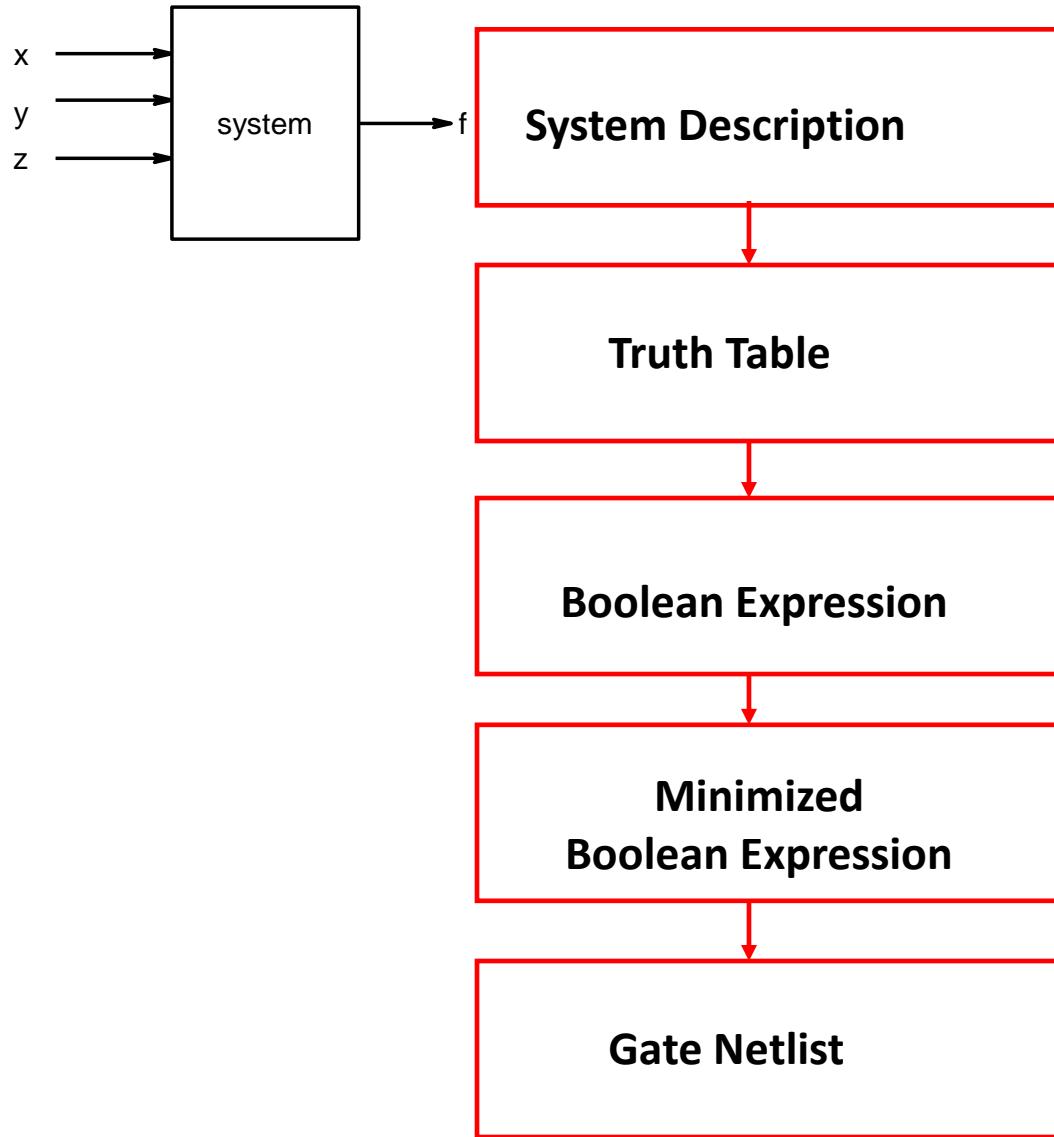 x
y
z
system
f
System Description
Truth Table
Boolean Expression
Minimized
Boolean Expression
Gate Netlist